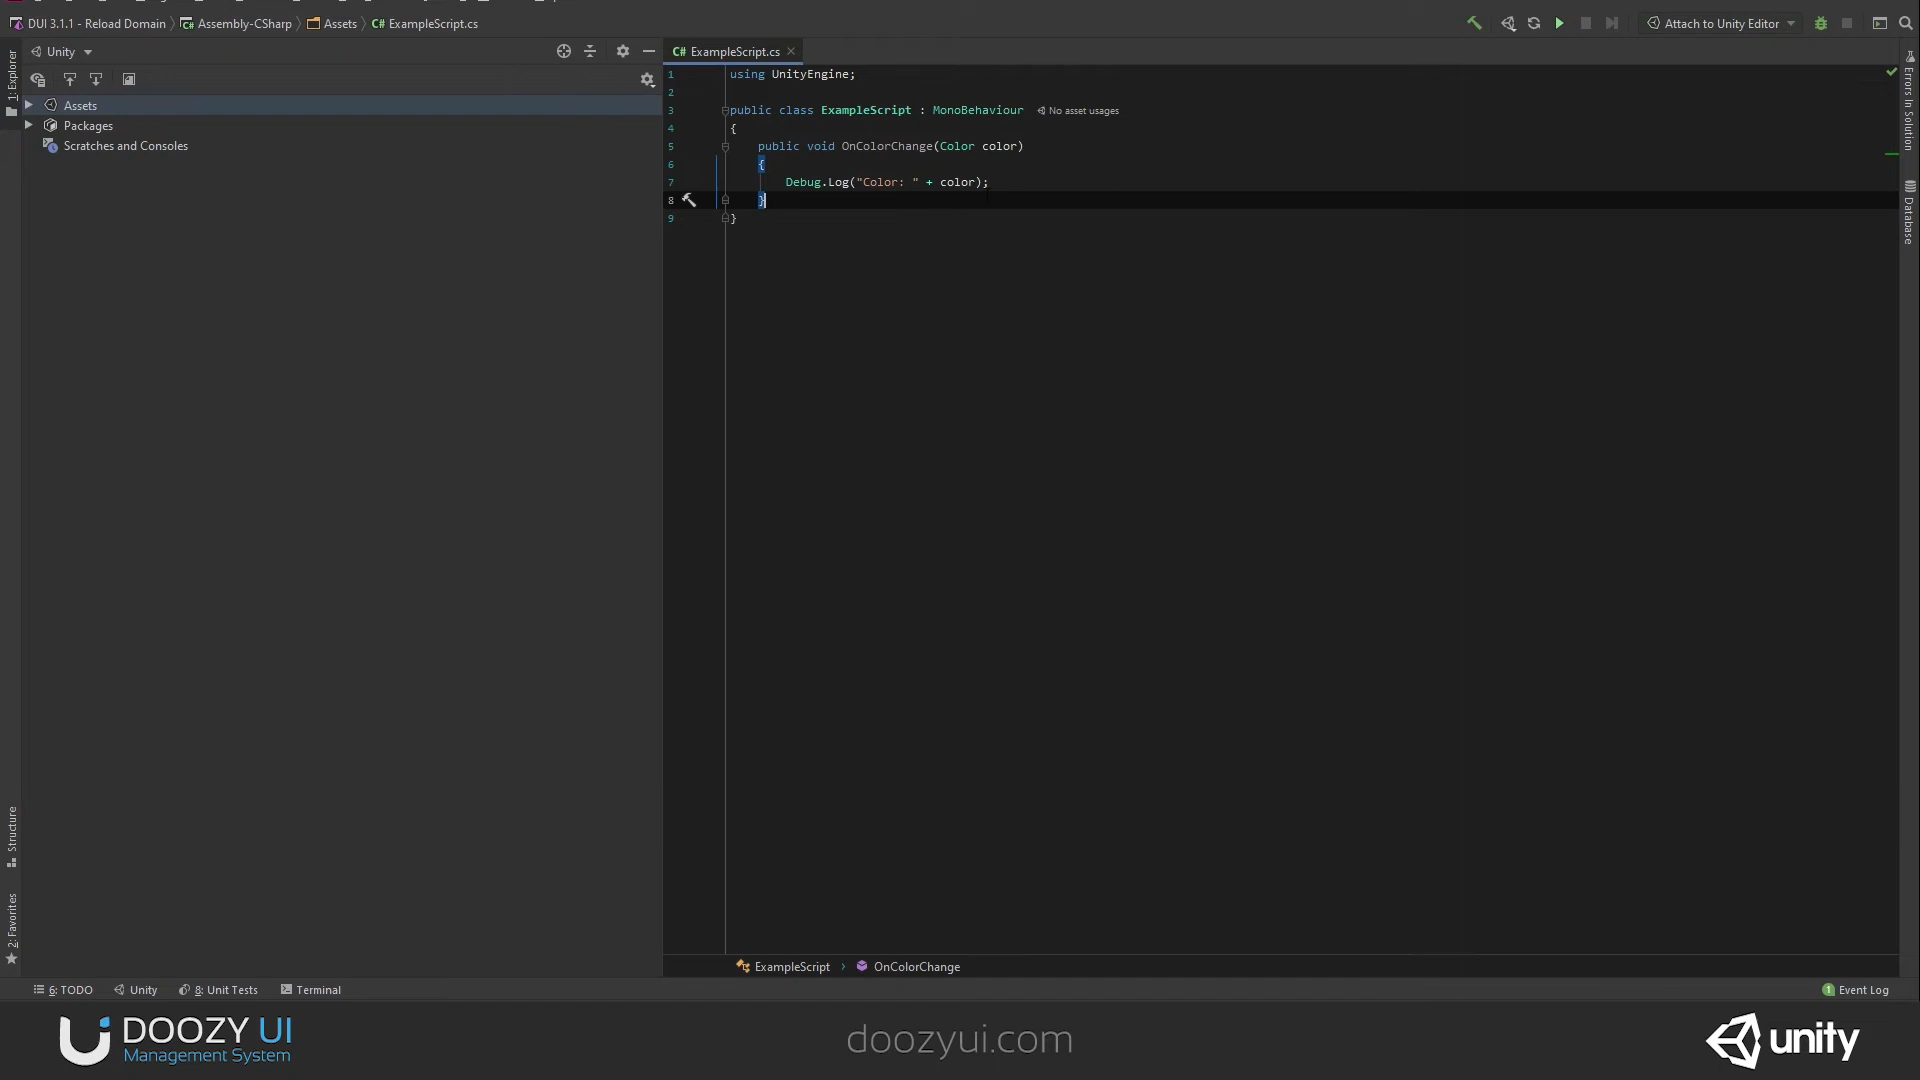 DUI 3.1.1 - Reload Domain Assembly-CSharp Assets C# ExampleScript.cs Attach to Unity Editor
1: Explorer
Unity
C# ExampleScript.cs
Assets
Packages
Scratches and Consoles
1 using UnityEngine;
2
3 public class ExampleScript : MonoBehaviour No asset usages
4 {
5 public void OnColorChange(Color color)
6 {
7 Debug.Log("Color: " + color);
8 }
9 }
Errors In Solution
Database
Structure
2: Favorites
ExampleScript › OnColorChange
6: TODO Unity 8: Unit Tests Terminal 1 Event Log
DOOZY UI
Management System
doozyui.com
unity